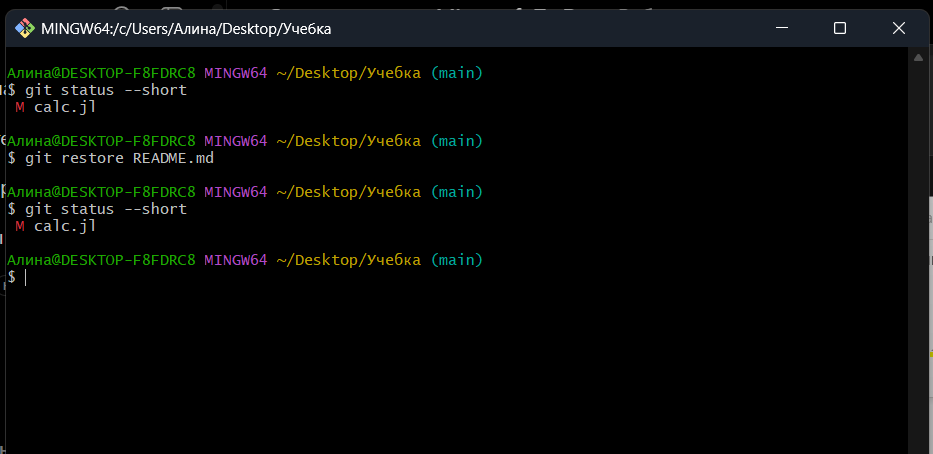 MINGW64:/c/Users/Алина/Desktop/Учебка
Алина@DESKTOP-F8FDRC8 MINGW64 ~/Desktop/Учебка (main)
$ git status --short
 M calc.jl
Алина@DESKTOP-F8FDRC8 MINGW64 ~/Desktop/Учебка (main)
$ git restore README.md
Алина@DESKTOP-F8FDRC8 MINGW64 ~/Desktop/Учебка (main)
$ git status --short
 M calc.jl
Алина@DESKTOP-F8FDRC8 MINGW64 ~/Desktop/Учебка (main)
$